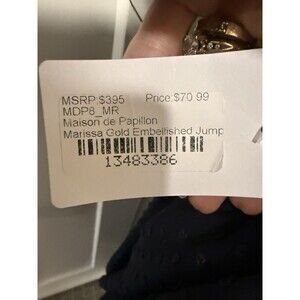 MSRP:$395 Price:$70.99
MDP8_MR
Maison de Papillon
Marissa Gold Embellished Jump
13483386